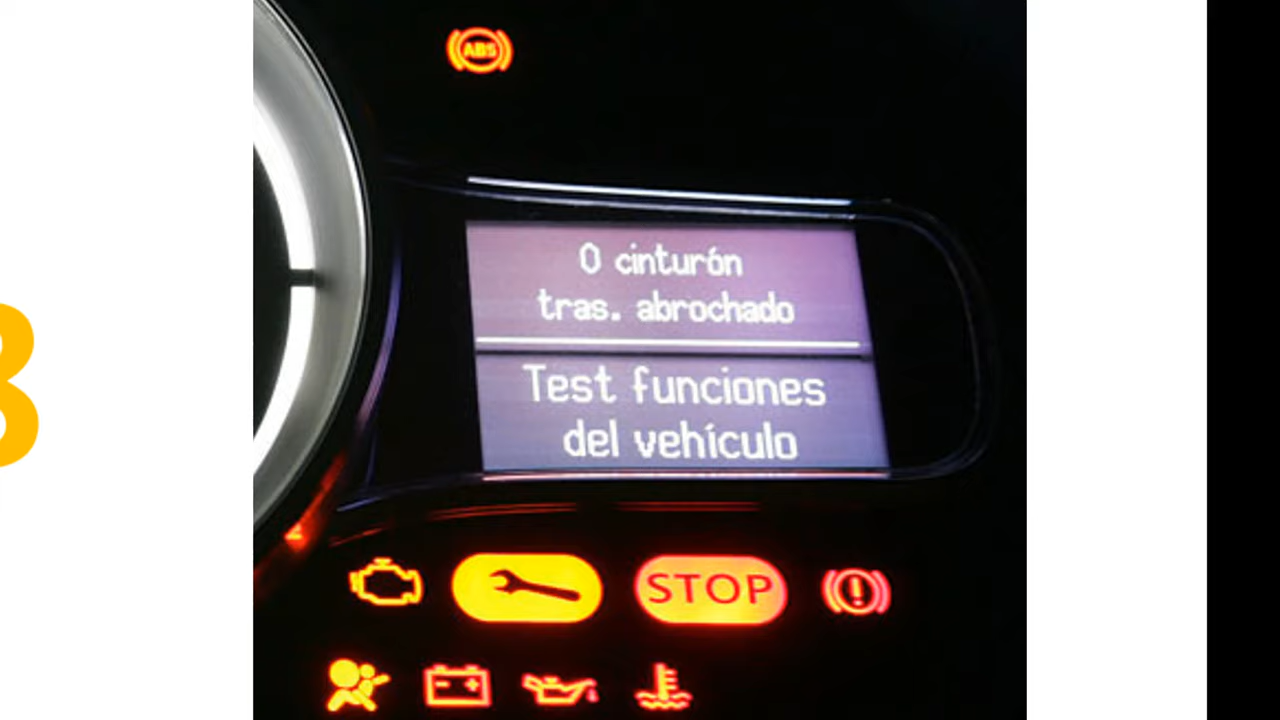 ABS
0 cinturón
tras. abrochado
Test funciones
del vehículo
STOP